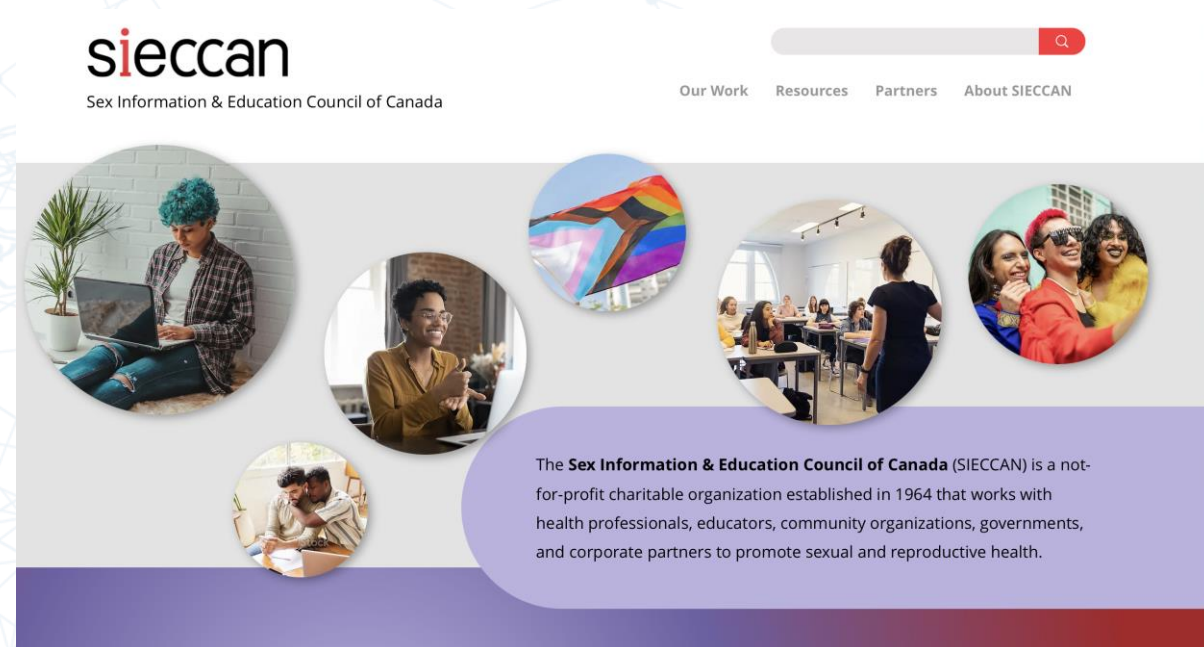 sieccan
Sex Information & Education Council of Canada
Our Work Resources Partners About SIECCAN
The Sex Information & Education Council of Canada (SIECCAN) is a not-
for-profit charitable organization established in 1964 that works with
health professionals, educators, community organizations, governments,
and corporate partners to promote sexual and reproductive health.